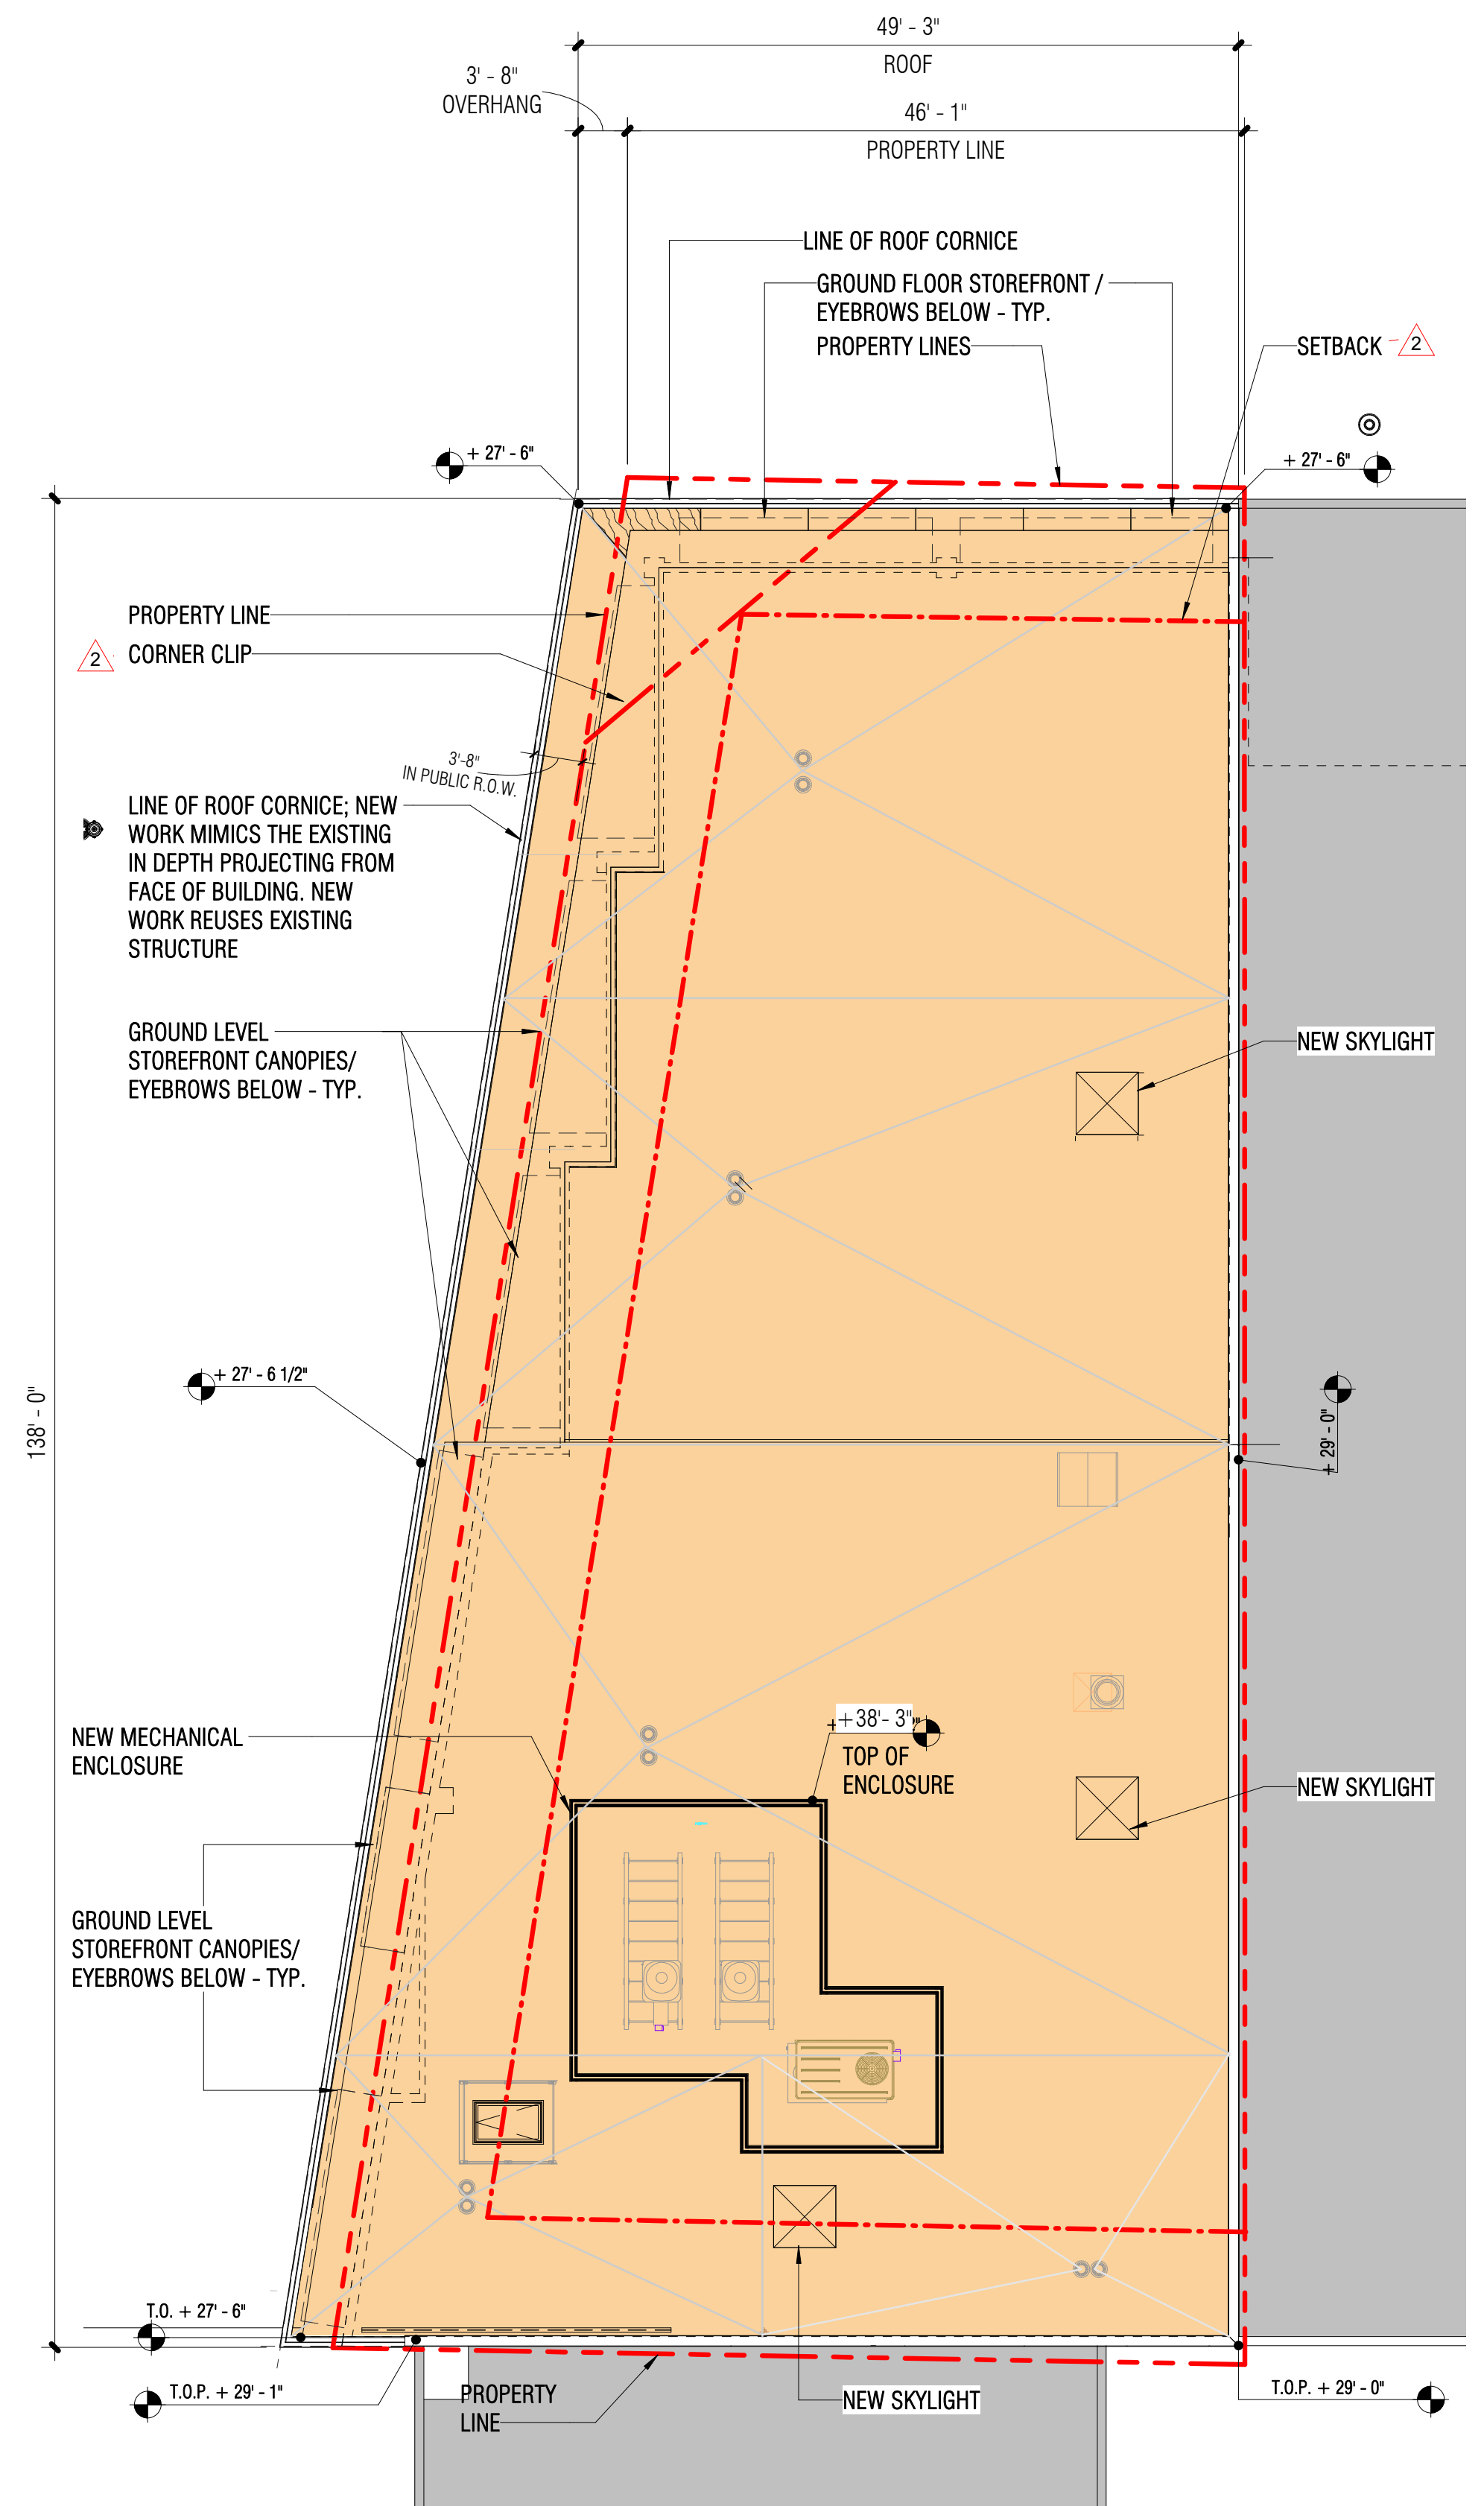 49' - 3"
ROOF
3' - 8"
OVERHANG
46' - 1"
PROPERTY LINE
LINE OF ROOF CORNICE
GROUND FLOOR STOREFRONT /
EYEBROWS BELOW - TYP.
PROPERTY LINES
SETBACK
2
+ 27' - 6"
+ 27' - 6"
PROPERTY LINE
2
CORNER CLIP
3'-8"
IN PUBLIC R.O.W.
LINE OF ROOF CORNICE; NEW
WORK MIMICS THE EXISTING
IN DEPTH PROJECTING FROM
FACE OF BUILDING. NEW
WORK REUSES EXISTING
STRUCTURE
GROUND LEVEL
STOREFRONT CANOPIES/
EYEBROWS BELOW - TYP.
NEW SKYLIGHT
+ 27' - 6 1/2"
138' - 0"
+ 29' - 0"
NEW MECHANICAL
ENCLOSURE
+38'- 3"
TOP OF
ENCLOSURE
NEW SKYLIGHT
GROUND LEVEL
STOREFRONT CANOPIES/
EYEBROWS BELOW - TYP.
T.O. + 27' - 6"
T.O.P. + 29' - 1"
PROPERTY
LINE
NEW SKYLIGHT
T.O.P. + 29' - 0"